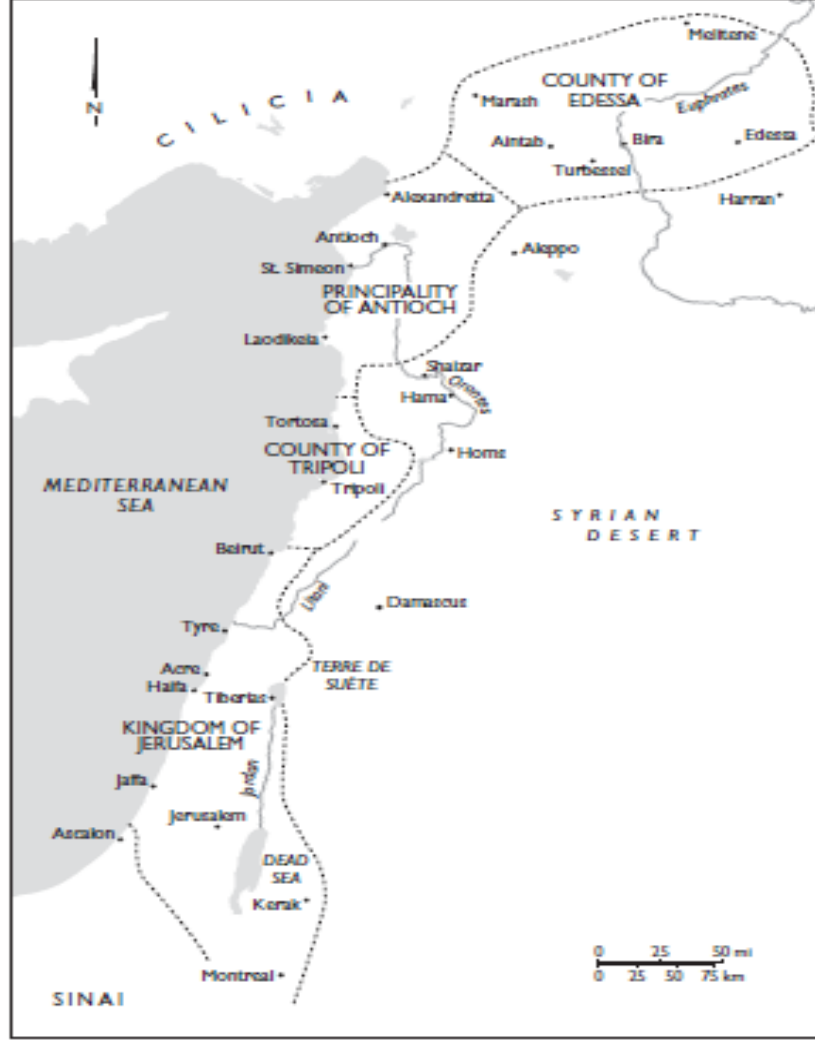 Melitene
COUNTY OF
EDESSA
Euphrates
Marash
CILICIA
N
Aintab
Bira
Edessa
Turbessel
Alexandretta
Harran
Antioch
Aleppo
St. Simeon
PRINCIPALITY
OF ANTIOCH
Laodikeia
Shaizar
Orontes
Hama
Tortosa
COUNTY OF
TRIPOLI
Homs
MEDITERRANEAN
SEA
Tripoli
SYRIAN
DESERT
Beirut
Litani
Damascus
Tyre
TERRE DE
SUÈTE
Acre
Haifa
Tiberias
KINGDOM OF
JERUSALEM
Jordan
Jaffa
Jerusalem
Ascalon
DEAD
SEA
Kerak
0 25 50 mi
0 25 50 75 km
Montreal
SINAI